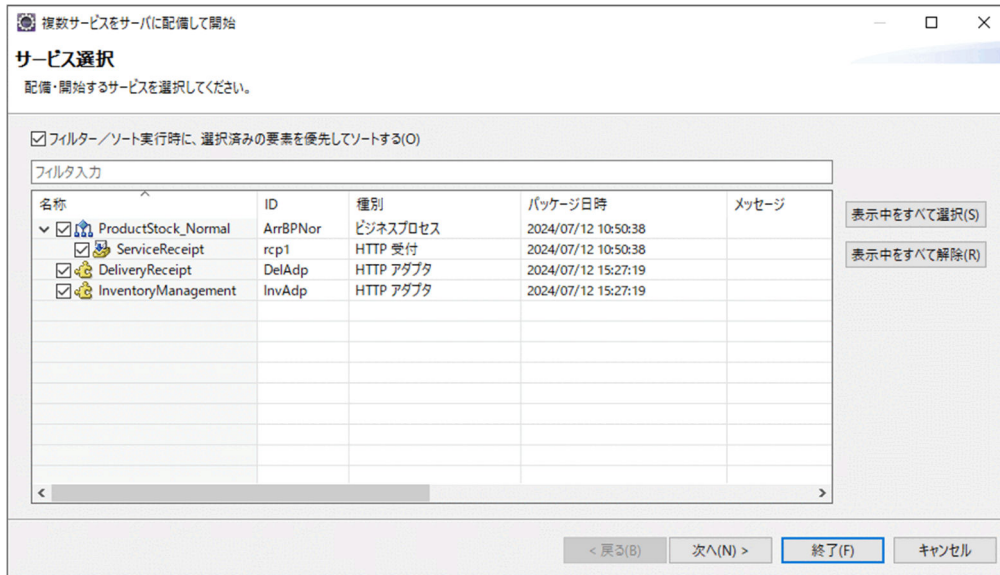 複数サービスをサーバに配備して開始
サービス選択
配備・開始するサービスを選択してください。
フィルター／ソート実行時に、選択済みの要素を優先してソートする(O)
フィルタ入力
名称 ID 種別 パッケージ日時 メッセージ
ProductStock_Normal ArrBPNor ビジネスプロセス 2024/07/12 10:50:38
ServiceReceipt rcp1 HTTP 受付 2024/07/12 10:50:38
DeliveryReceipt DelAdp HTTP アダプタ 2024/07/12 15:27:19
InventoryManagement InvAdp HTTP アダプタ 2024/07/12 15:27:19
表示中をすべて選択(S)
表示中をすべて解除(R)
< 戻る(B) 次へ(N) > 終了(F) キャンセル